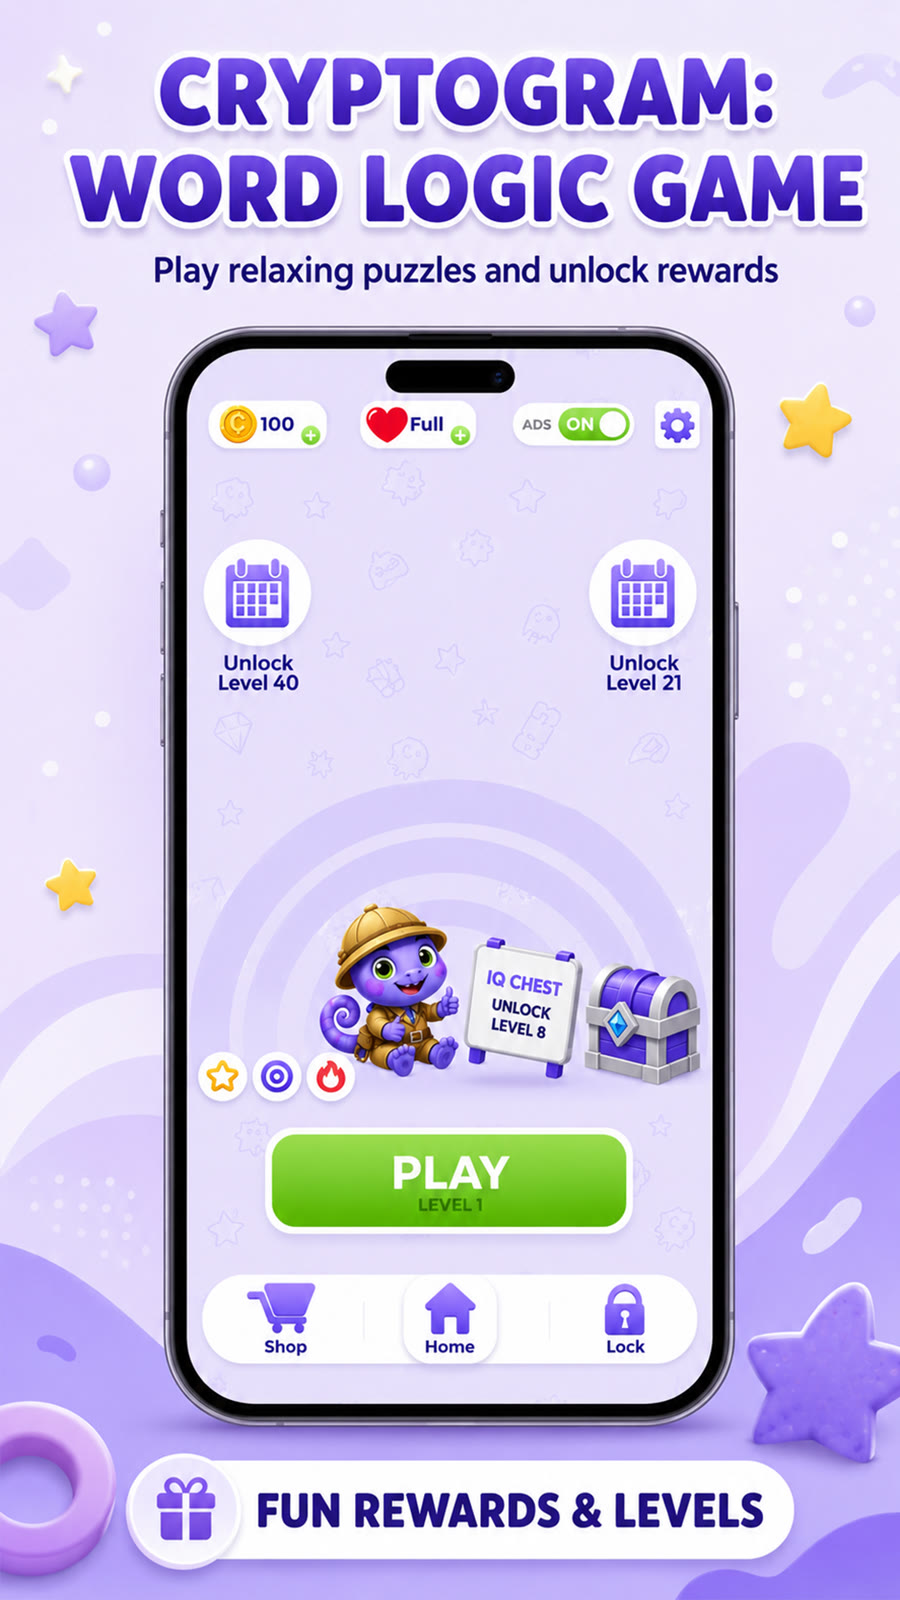 CRYPTOGRAM:
WORD LOGIC GAME
Play relaxing puzzles and unlock rewards
100
Full
ADS ON
Unlock
Level 40
Unlock
Level 21
IQ CHEST
UNLOCK
LEVEL 8
PLAY
LEVEL 1
Shop
Home
Lock
FUN REWARDS & LEVELS